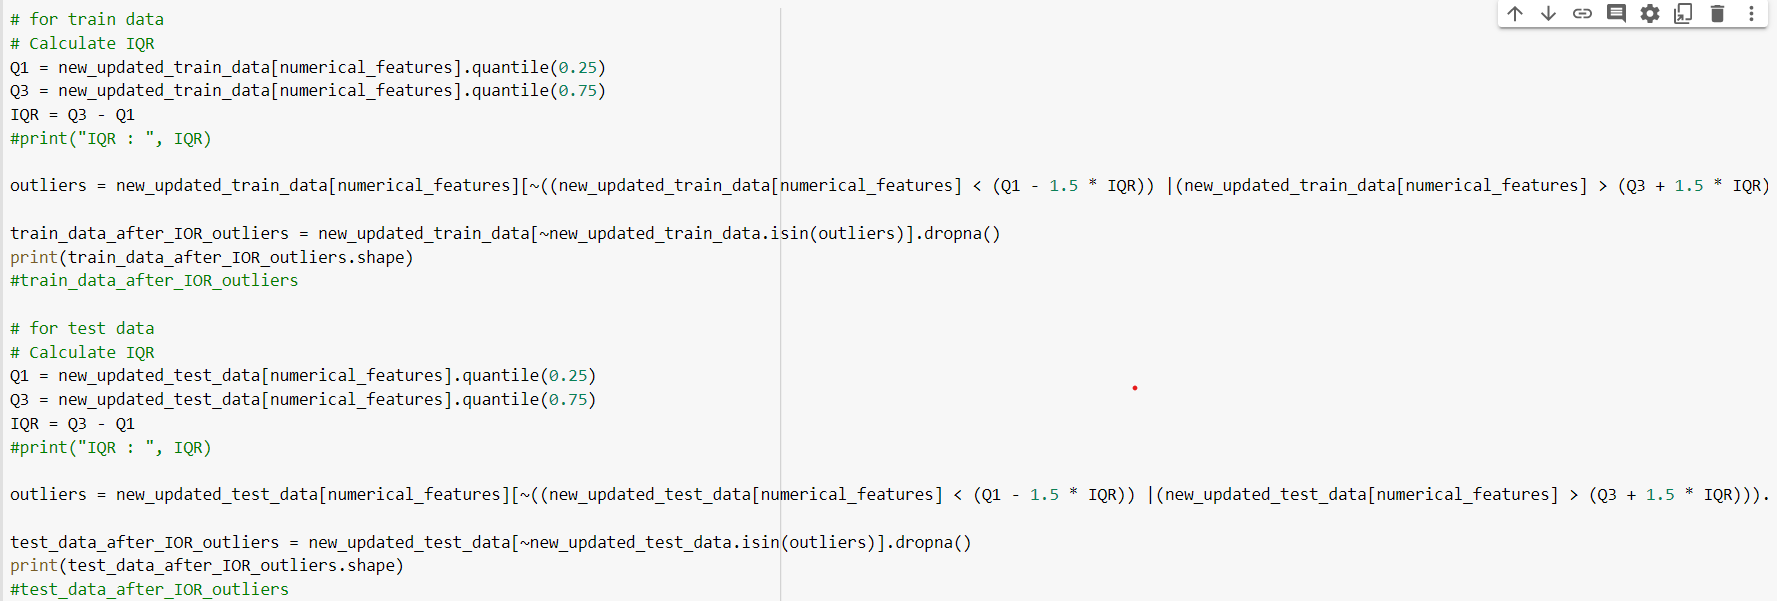 # for train data
# Calculate IQR
Q1 = new_updated_train_data[numerical_features].quantile(0.25)
Q3 = new_updated_train_data[numerical_features].quantile(0.75)
IQR = Q3 - Q1
#print("IQR : ", IQR)
outliers = new_updated_train_data[numerical_features][~((new_updated_train_data[numerical_features] < (Q1 - 1.5 * IQR)) |(new_updated_train_data[numerical_features] > (Q3 + 1.5 * IQR)
train_data_after_IOR_outliers = new_updated_train_data[~new_updated_train_data.isin(outliers)].dropna()
print(train_data_after_IOR_outliers.shape)
#train_data_after_IOR_outliers
# for test data
# Calculate IQR
Q1 = new_updated_test_data[numerical_features].quantile(0.25)
Q3 = new_updated_test_data[numerical_features].quantile(0.75)
IQR = Q3 - Q1
#print("IQR : ", IQR)
outliers = new_updated_test_data[numerical_features][~((new_updated_test_data[numerical_features] < (Q1 - 1.5 * IQR)) |(new_updated_test_data[numerical_features] > (Q3 + 1.5 * IQR))).
test_data_after_IOR_outliers = new_updated_test_data[~new_updated_test_data.isin(outliers)].dropna()
print(test_data_after_IOR_outliers.shape)
#test_data_after_IOR_outliers